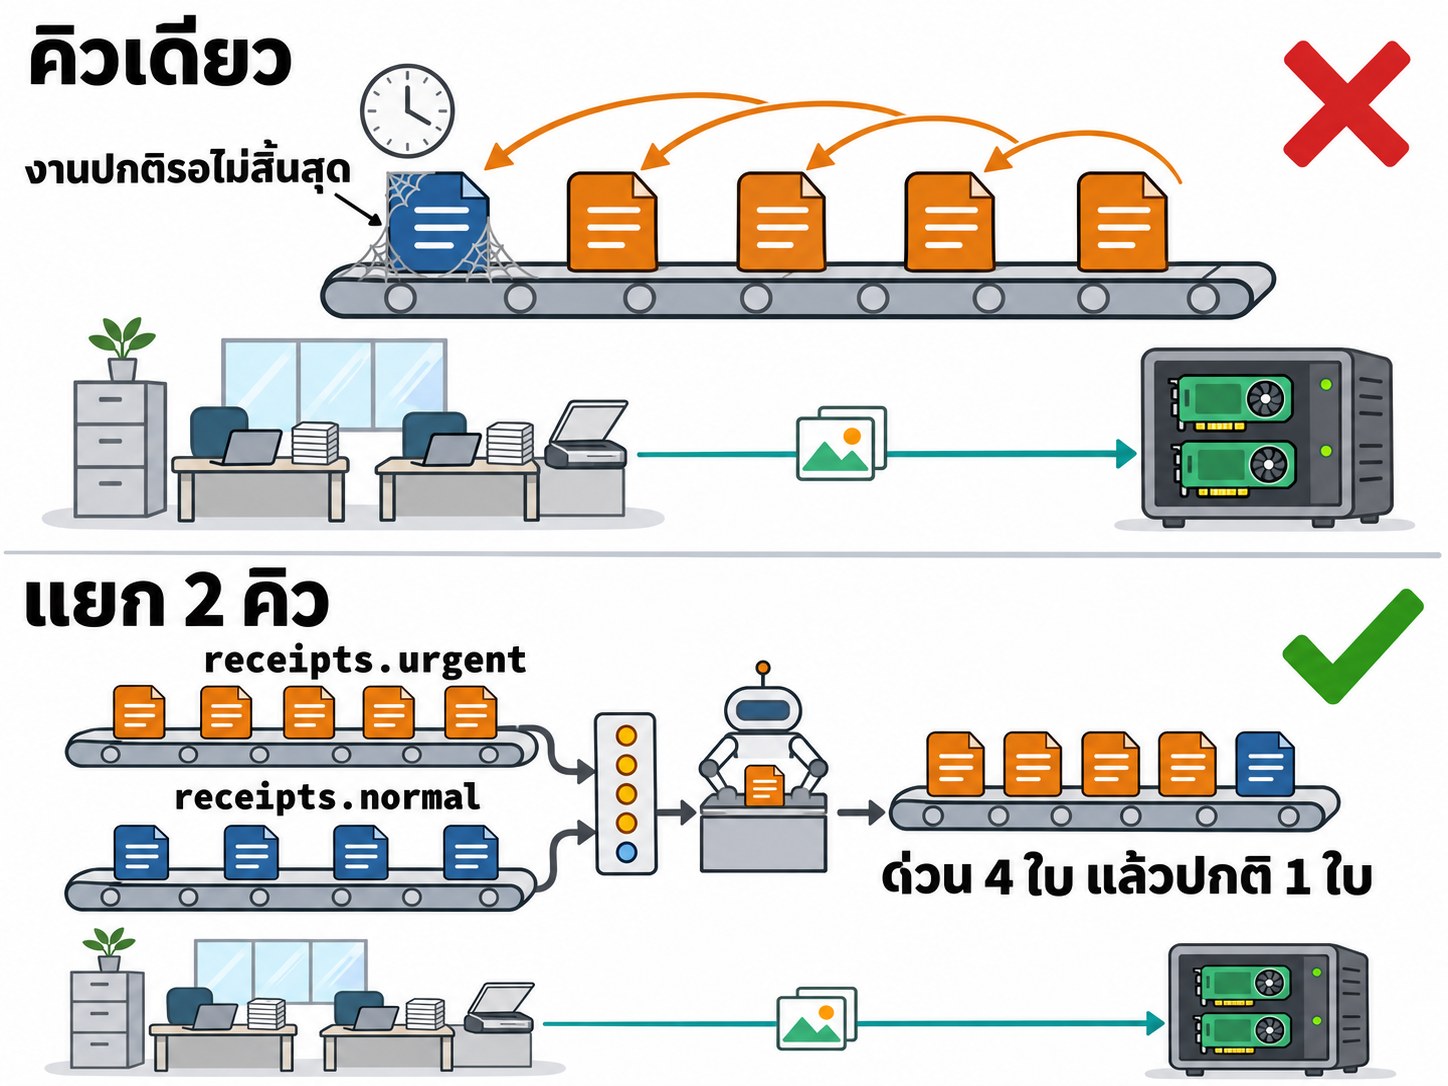 คิวเดียว
งานปกติรอไม่สิ้นสุด
แยก 2 คิว
receipts.urgent
receipts.normal
ด่วน 4 ใบ แล้วปกติ 1 ใบ